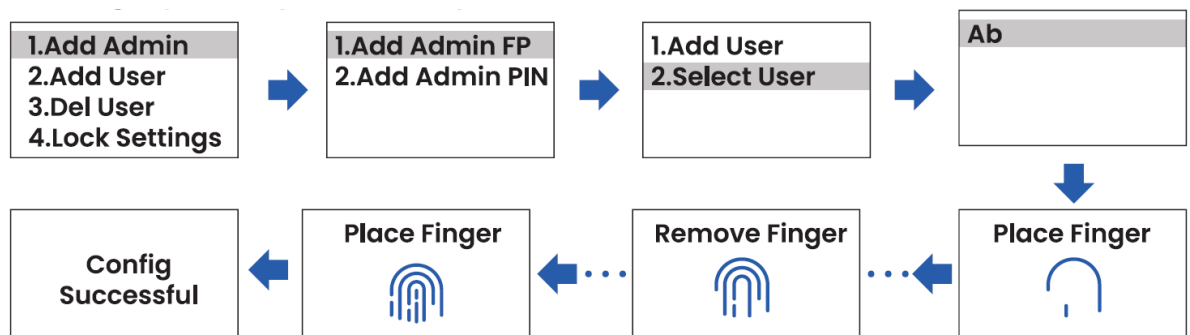 1.Add Admin
2.Add User
3.Del User
4.Lock Settings
1.Add Admin FP
2.Add Admin PIN
1.Add User
2.Select User
Ab
Place Finger
Remove Finger
Place Finger
Config
Successful